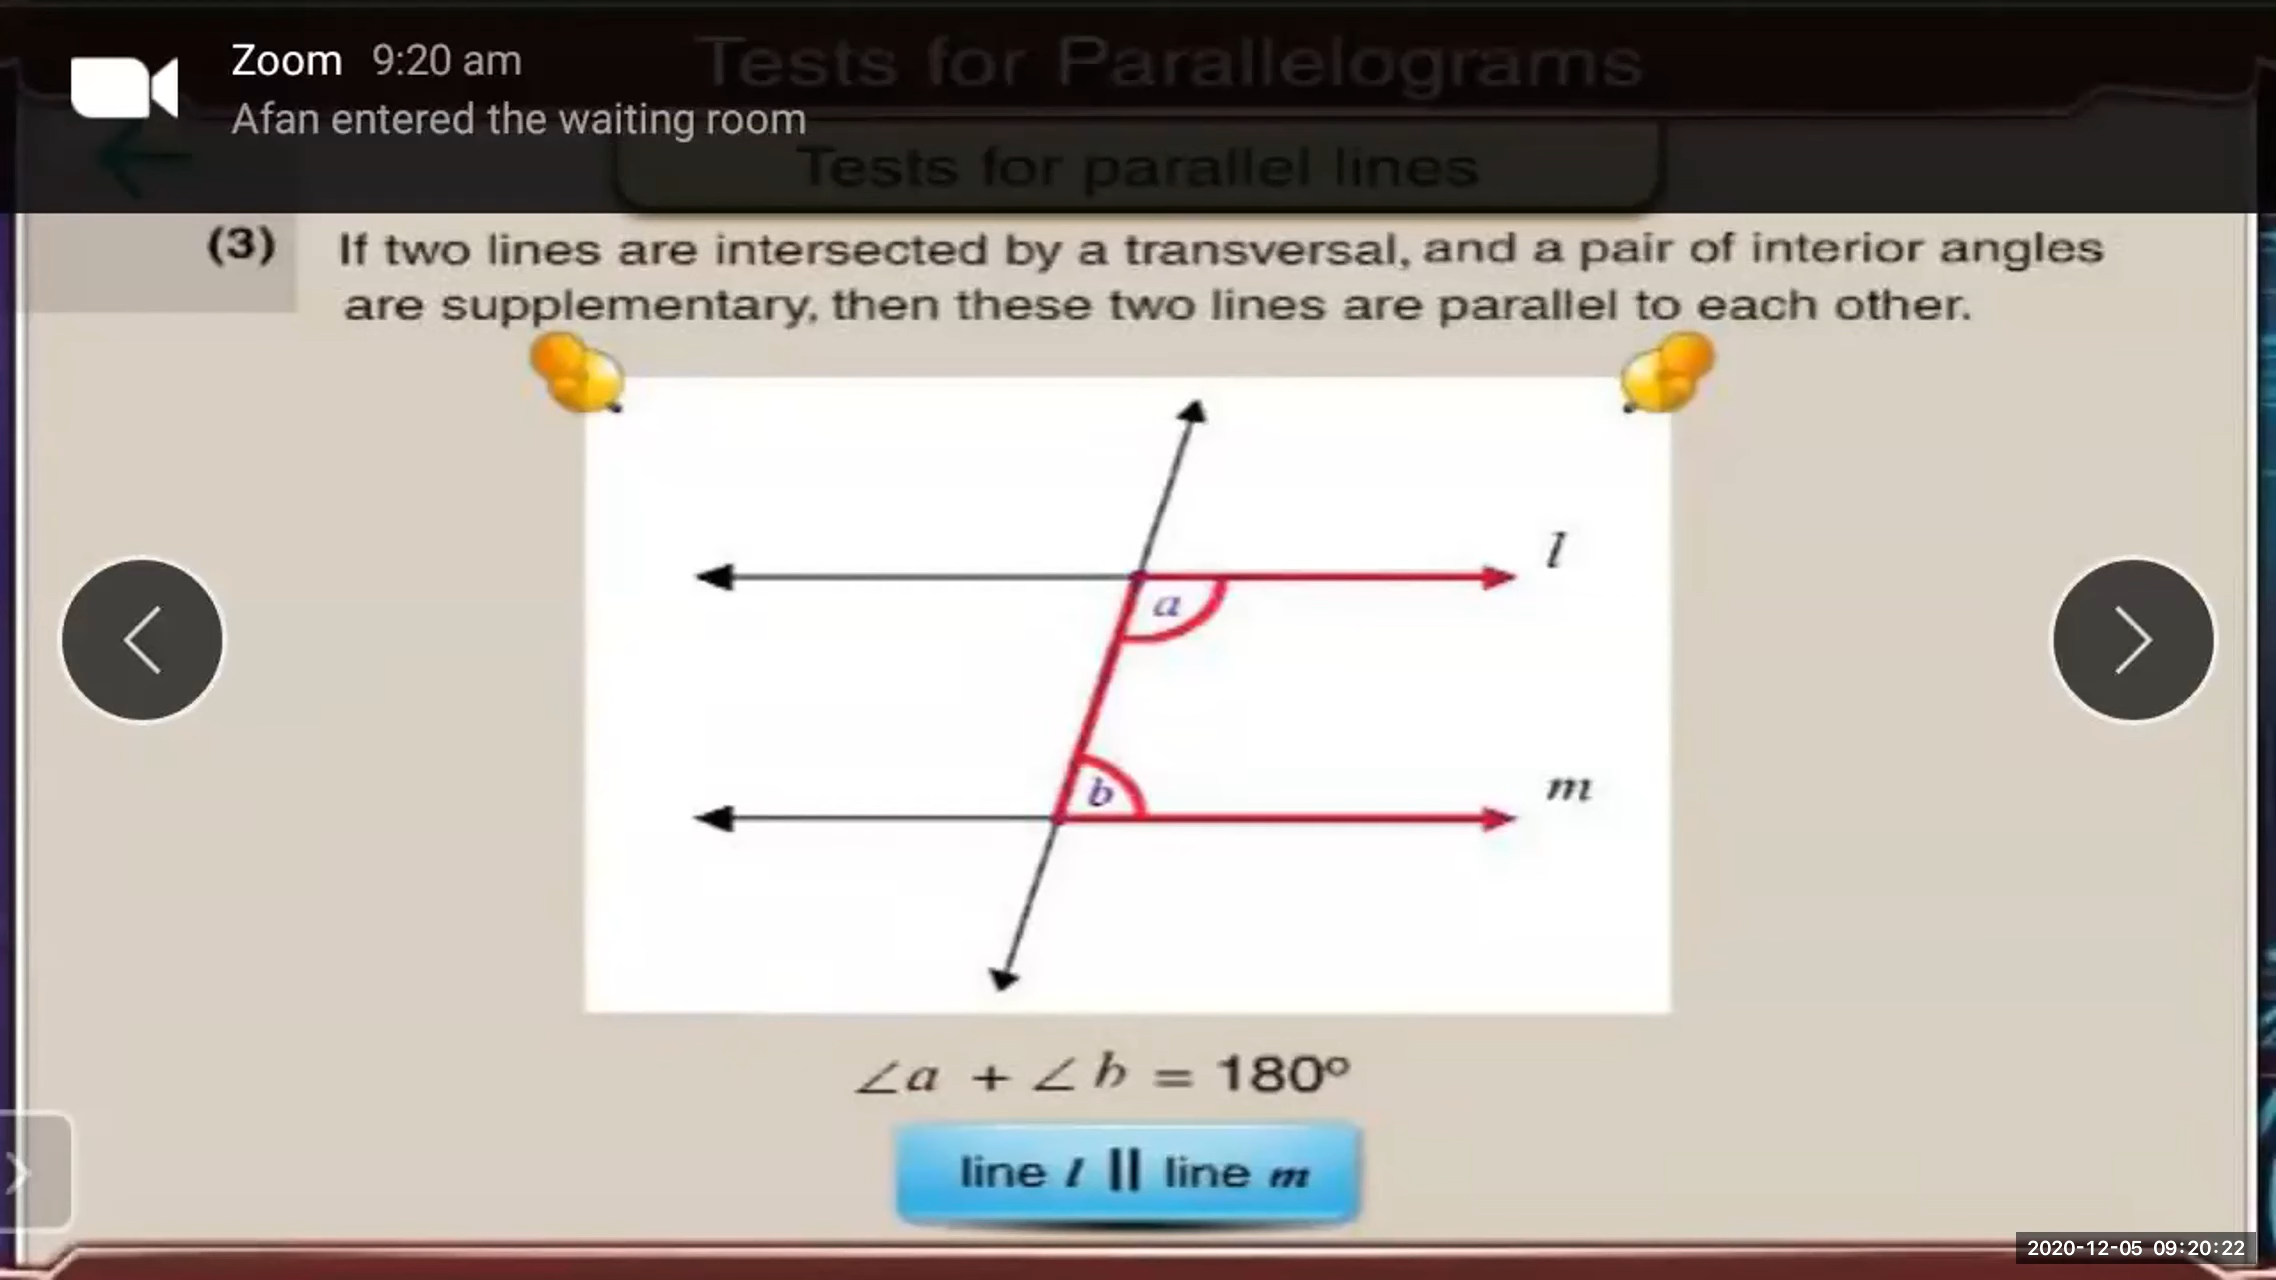 Tests for Parallelograms
Zoom 9:20 am
Afan entered the waiting room
Tests for parallel lines
(3) If two lines are intersected by a transversal, and a pair of interior angles
are supplementary, then these two lines are parallel to each other.
l
a
m
b
∠a + ∠b = 180º
line l || line m
2020-12-05 09:20:22